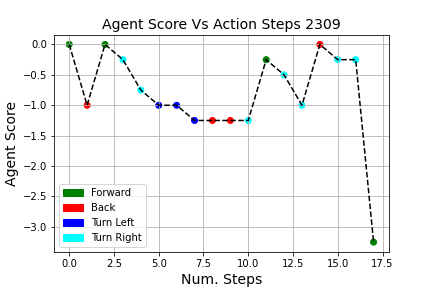 Agent Score Vs Action Steps 2309
Agent Score
0.0
−0.5
−1.0
−1.5
−2.0
−2.5
−3.0
Forward
Back
Turn Left
Turn Right
0.0 2.5 5.0 7.5 10.0 12.5 15.0 17.5
Num. Steps